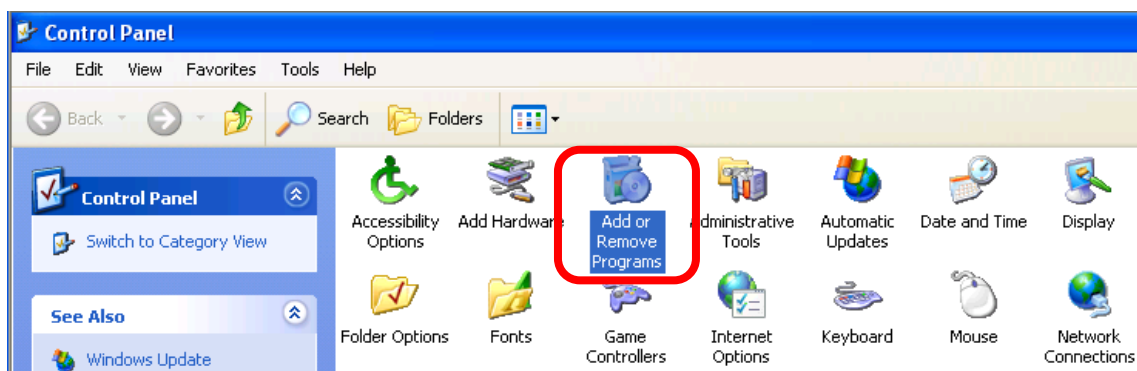 Control Panel
File Edit View Favorites Tools Help
Back Search Folders
Control Panel
Switch to Category View
See Also
Windows Update
Accessibility Options
Add Hardware
Add or Remove Programs
Administrative Tools
Automatic Updates
Date and Time
Display
Folder Options
Fonts
Game Controllers
Internet Options
Keyboard
Mouse
Network Connections